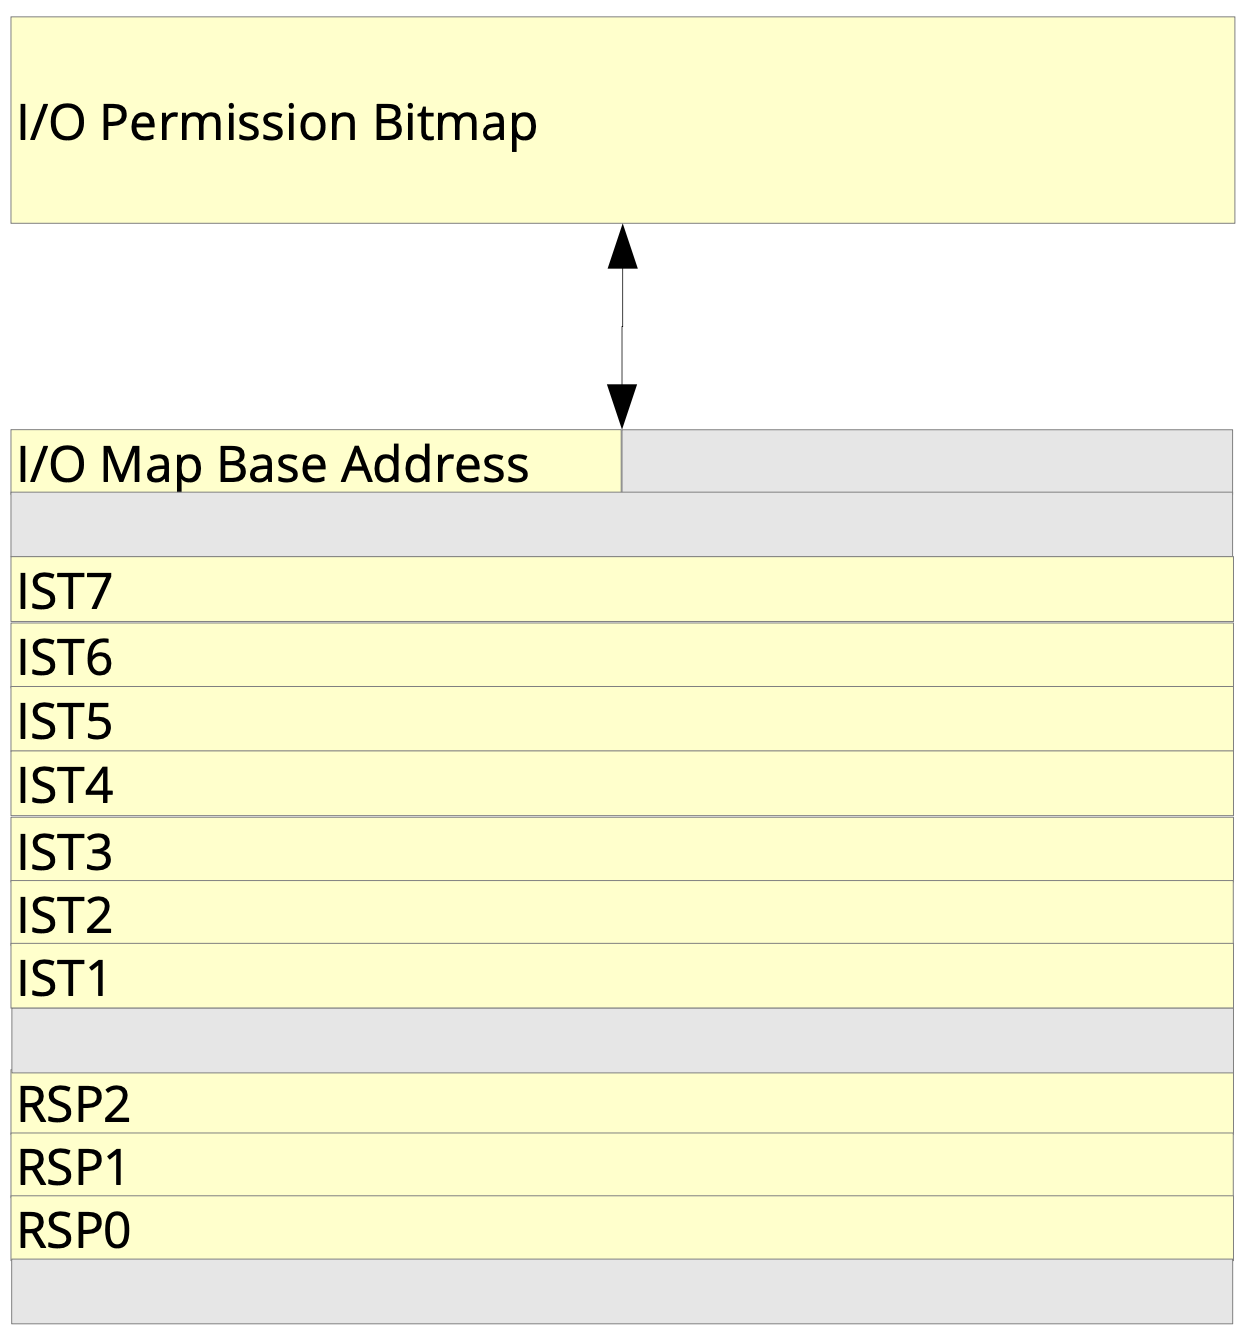 I/O Permission Bitmap
I/O Map Base Address
IST7
IST6
IST5
IST4
IST3
IST2
IST1
RSP2
RSP1
RSP0